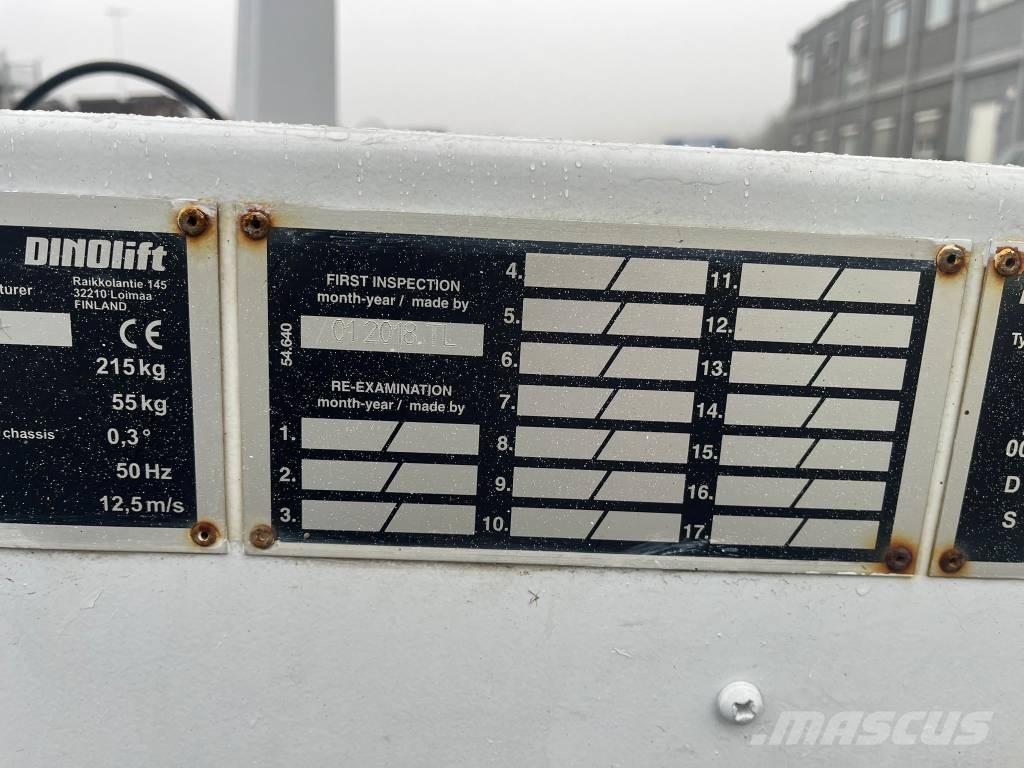 DINOlift
Raikkolantie 145
32210 Loimaa
FINLAND
turer
CE
215 kg
55 kg
chassis 0,3°
50 Hz
12,5 m/s
54.640
FIRST INSPECTION
month-year / made by
/01 2018.TL
RE-EXAMINATION
month-year / made by
1.
2.
3.
4.
5.
6.
7.
8.
9.
10.
11.
12.
13.
14.
15.
16.
17.
Ty
00
D
S
MASCUS